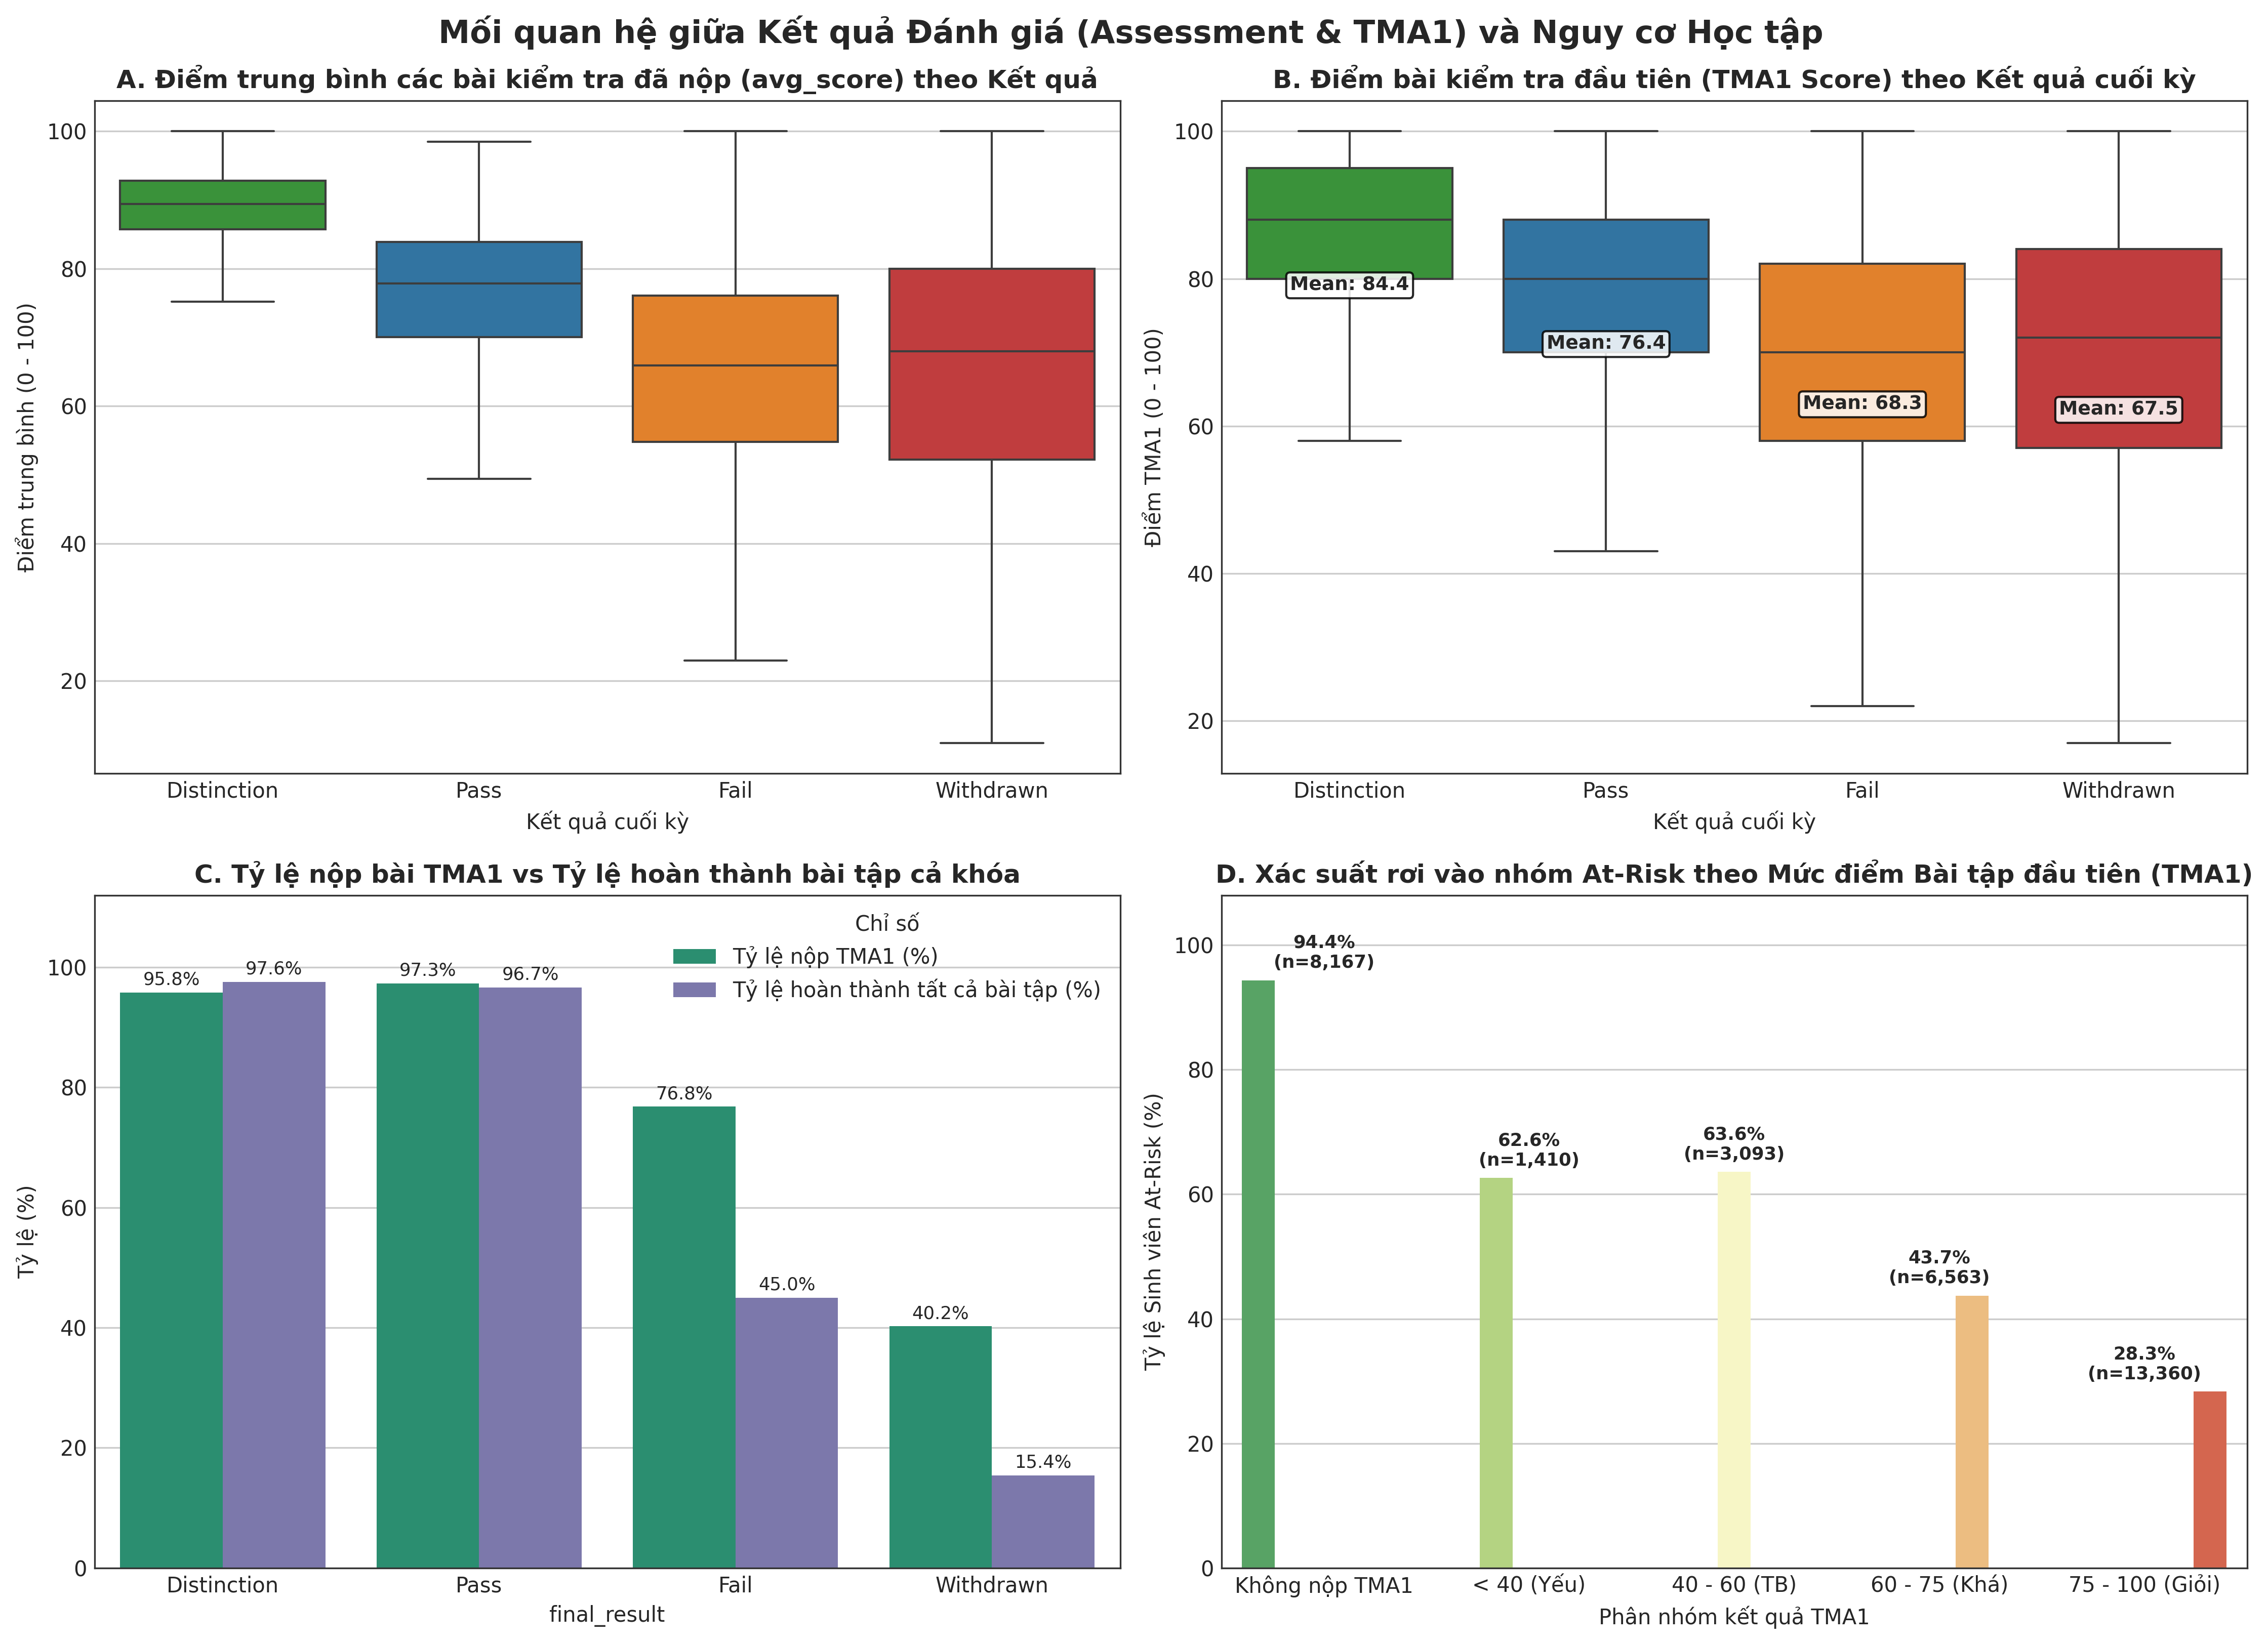 Mối quan hệ giữa Kết quả Đánh giá (Assessment & TMA1) và Nguy cơ Học tập
A. Điểm trung bình các bài kiểm tra đã nộp (avg_score) theo Kết quả
Điểm trung bình (0 - 100)
100
80
60
40
20
Distinction
Pass
Fail
Withdrawn
Kết quả cuối kỳ
B. Điểm bài kiểm tra đầu tiên (TMA1 Score) theo Kết quả cuối kỳ
Điểm TMA1 (0 - 100)
100
80
60
40
20
Mean: 84.4
Mean: 76.4
Mean: 68.3
Mean: 67.5
Distinction
Pass
Fail
Withdrawn
Kết quả cuối kỳ
C. Tỷ lệ nộp bài TMA1 vs Tỷ lệ hoàn thành bài tập cả khóa
Chỉ số
Tỷ lệ nộp TMA1 (%)
Tỷ lệ hoàn thành tất cả bài tập (%)
Tỷ lệ (%)
100
80
60
40
20
0
95.8%
97.6%
97.3%
96.7%
76.8%
45.0%
40.2%
15.4%
Distinction
Pass
Fail
Withdrawn
final_result
D. Xác suất rơi vào nhóm At-Risk theo Mức điểm Bài tập đầu tiên (TMA1)
Tỷ lệ Sinh viên At-Risk (%)
100
80
60
40
20
0
94.4%
(n=8,167)
62.6%
(n=1,410)
63.6%
(n=3,093)
43.7%
(n=6,563)
28.3%
(n=13,360)
Không nộp TMA1
< 40 (Yếu)
40 - 60 (TB)
60 - 75 (Khá)
75 - 100 (Giỏi)
Phân nhóm kết quả TMA1